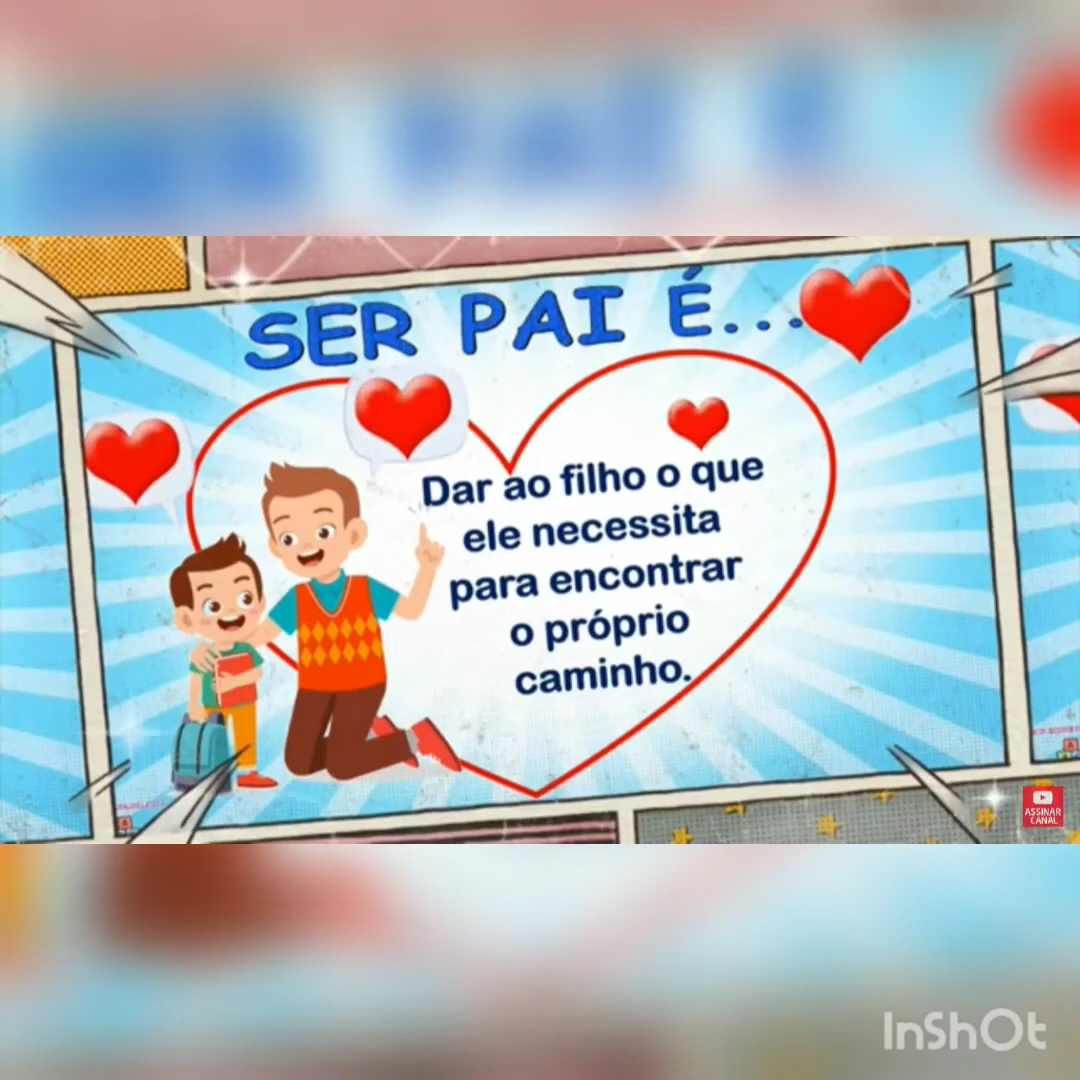 SER PAI É...
Dar ao filho o que
ele necessita
para encontrar
o próprio
caminho.
ASSINAR
CANAL
InShOt